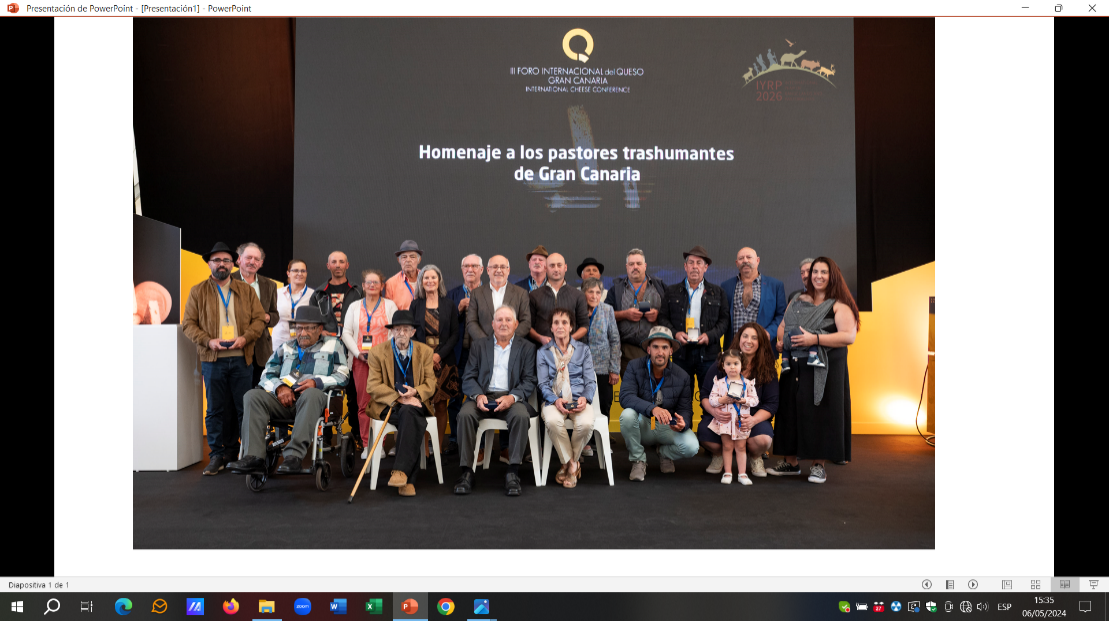 Presentación de PowerPoint - [Presentación1] - PowerPoint
III FORO INTERNACIONAL del QUESO
GRAN CANARIA
INTERNATIONAL CHEESE CONFERENCE
IYRP
2026
Homenaje a los pastores trashumantes
de Gran Canaria
Diapositiva 1 de 1
ESP
15:35
06/05/2024